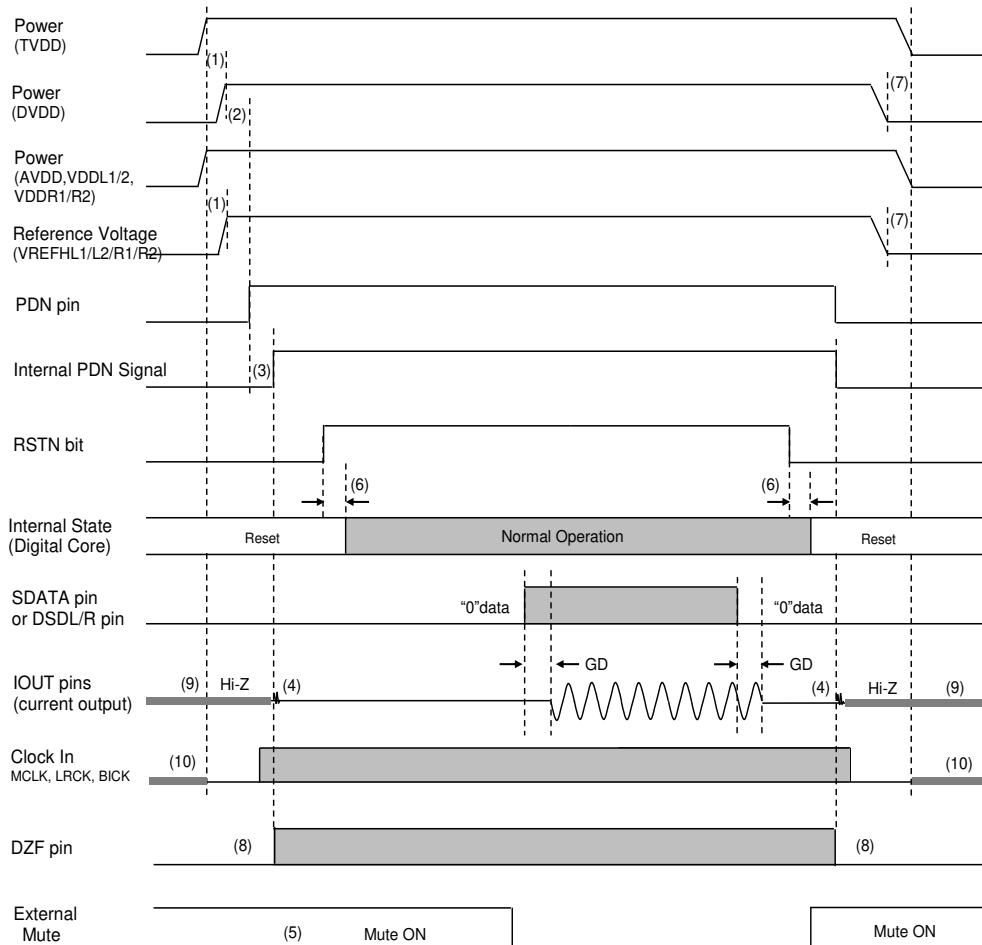 Power
(TVDD)
(1)
Power
(DVDD)
(2)
(7)
Power
(AVDD,VDDL1/2,
VDDR1/R2)
(1)
(7)
Reference Voltage
(VREFHL1/L2/R1/R2)
PDN pin
Internal PDN Signal
(3)
RSTN bit
(6)
(6)
Internal State
(Digital Core)
Reset
Normal Operation
Reset
SDATA pin
or DSDL/R pin
“0”data
“0”data
GD
GD
IOUT pins
(current output)
(9)
Hi-Z
(4)
(4)
Hi-Z
(9)
Clock In
MCLK, LRCK, BICK
(10)
(10)
DZF pin
(8)
(8)
External
Mute
(5)
Mute ON
Mute ON